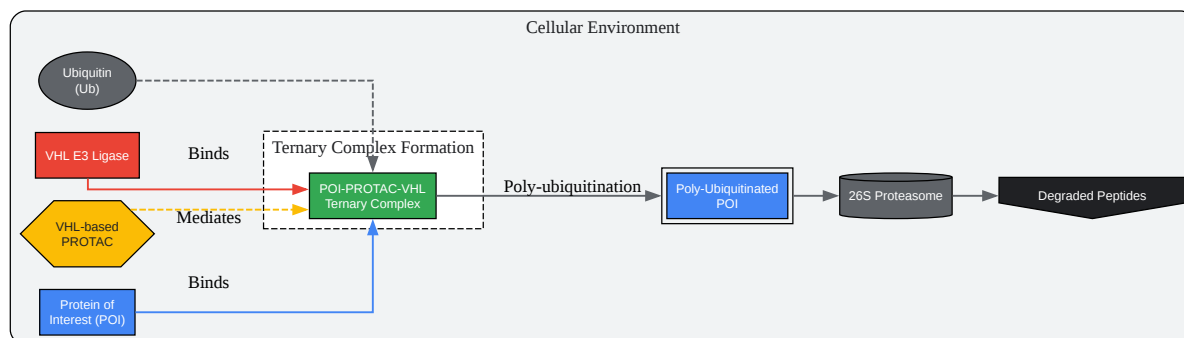 Cellular Environment
Ubiquitin
(Ub)
VHL E3 Ligase
Binds
Ternary Complex Formation
POI-PROTAC-VHL
Ternary Complex
Poly-ubiquitination
Poly-Ubiquitinated
POI
26S Proteasome
Degraded Peptides
Mediates
VHL-based
PROTAC
Binds
Protein of
Interest (POI)